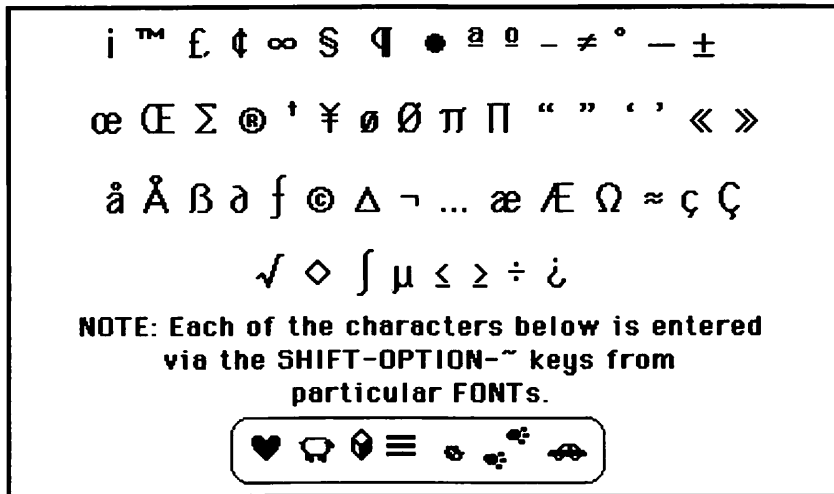 ¡ ™ £ ¢ ∞ § ¶ • ª º – ≠ ° — ±
œ Œ Σ ® † ¥ ø Ø π Π “ ” ‘ ’ « »
å Å ß ∂ ƒ © Δ ¬ … æ Æ Ω ≈ ç Ç
√ ◊ ∫ µ ≤ ≥ ÷ ¿
NOTE: Each of the characters below is entered
via the SHIFT-OPTION-~ keys from
particular FONTs.